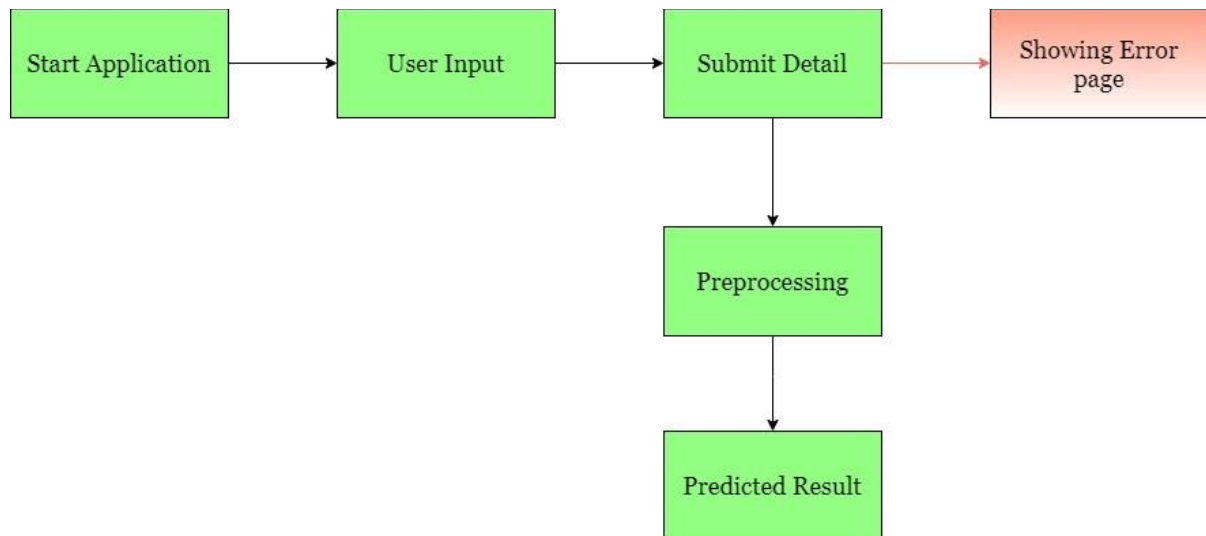 Start Application
User Input
Submit Detail
Showing Error
page
Preprocessing
Predicted Result